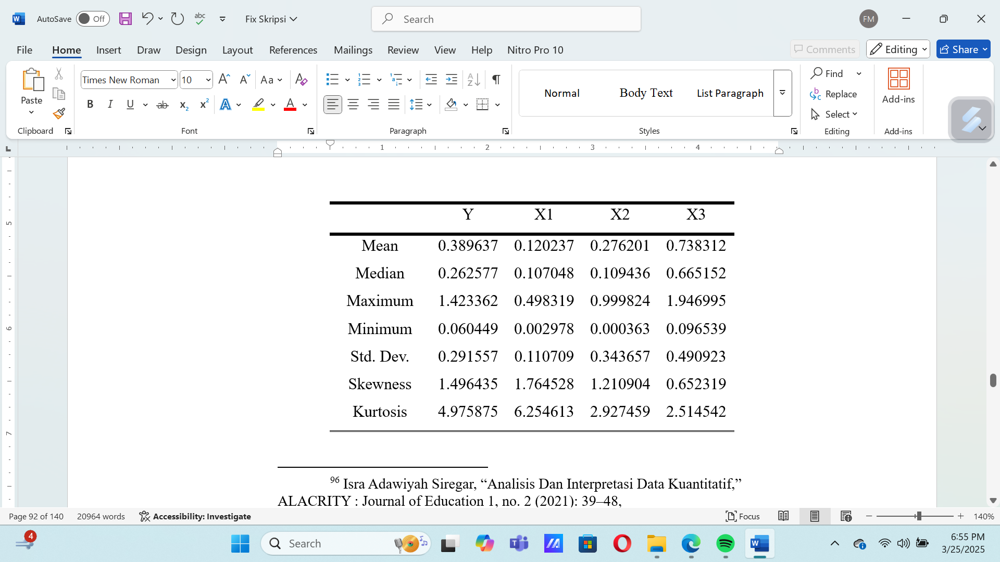 AutoSave Off abc Fix Skripsi Search FM
File Home Insert Draw Design Layout References Mailings Review View Help Nitro Pro 10 Comments Editing Share
Paste Times New Roman 10 Aa Find
Normal Body Text List Paragraph Replace Add-ins
B I U ab x2 x2 A A Select
Clipboard Font Paragraph Styles Editing Add-ins
1 2 3 4
5
6
7
Y X1 X2 X3
Mean 0.389637 0.120237 0.276201 0.738312
Median 0.262577 0.107048 0.109436 0.665152
Maximum 1.423362 0.498319 0.999824 1.946995
Minimum 0.060449 0.002978 0.000363 0.096539
Std. Dev. 0.291557 0.110709 0.343657 0.490923
Skewness 1.496435 1.764528 1.210904 0.652319
Kurtosis 4.975875 6.254613 2.927459 2.514542
96 Isra Adawiyah Siregar, “Analisis Dan Interpretasi Data Kuantitatif,”
ALACRITY : Journal of Education 1, no. 2 (2021): 39–48,
Page 92 of 140 20964 words Accessibility: Investigate Focus 140%
4 Search 6:55 PM
3/25/2025